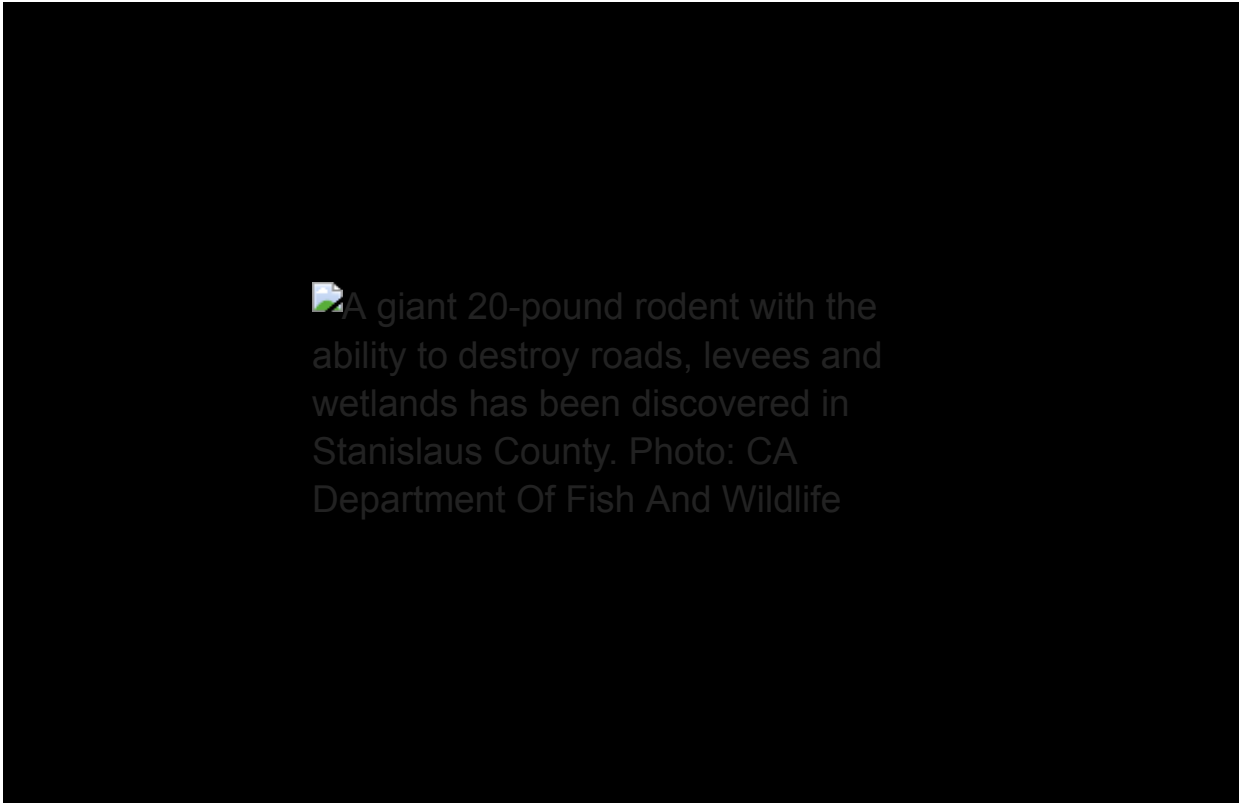 A giant 20-pound rodent with the
ability to destroy roads, levees and
wetlands has been discovered in
Stanislaus County. Photo: CA
Department Of Fish And Wildlife